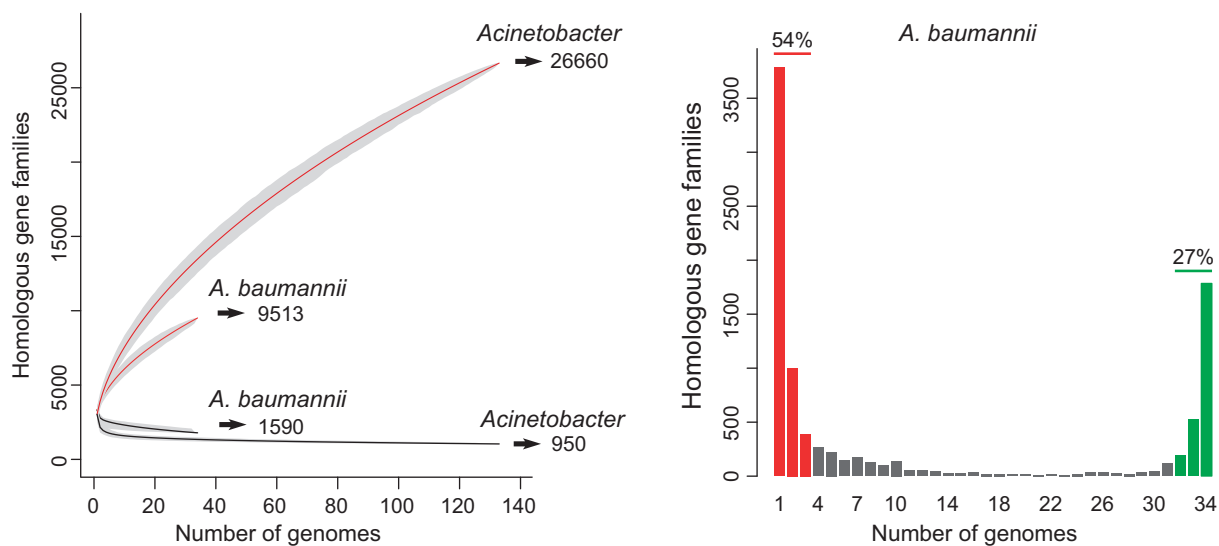 Acinetobacter
26660
A. baumannii
9513
A. baumannii
1590
Acinetobacter
950
Homologous gene families
0
5000
15000
25000
0 20 40 60 80 100 120 140
Number of genomes
A. baumannii
54%
27%
Homologous gene families
0
500
1500
2500
3500
1 4 7 10 14 18 22 26 30 34
Number of genomes